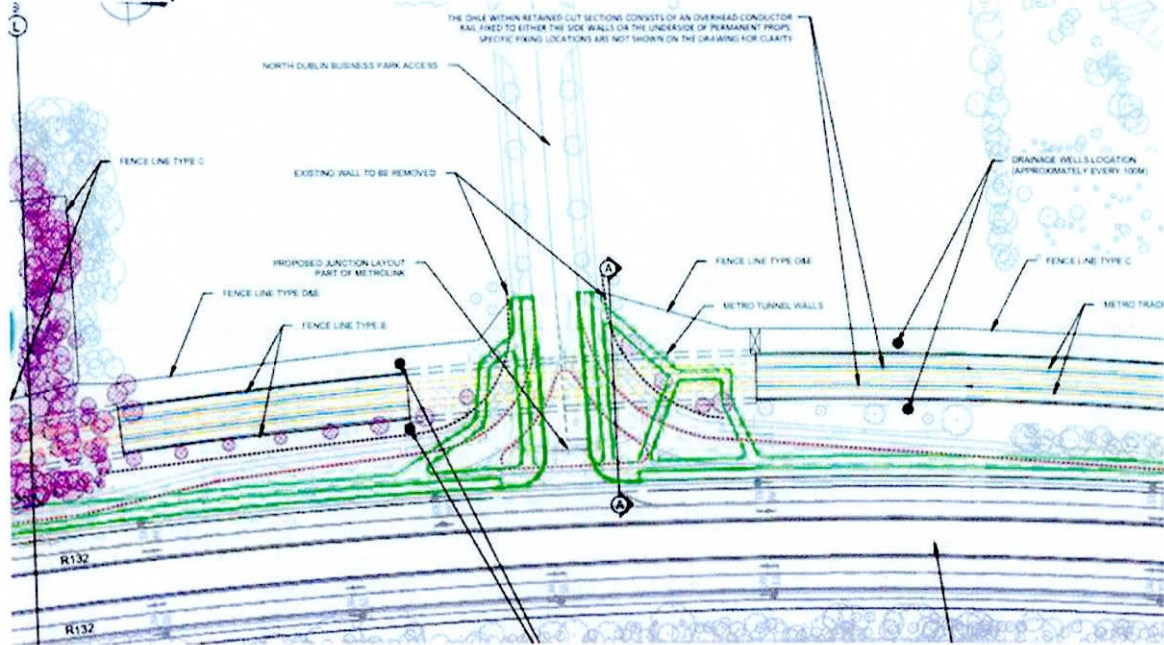 L
THE OHLE WITHIN RETAINED CUT SECTIONS CONSISTS OF AN OVERHEAD CONDUCTOR
RAIL FIXED TO EITHER THE SIDE WALLS OR THE UNDERSIDE OF PERMANENT PROPS.
SPECIFIC FIXING LOCATIONS ARE NOT SHOWN ON THE DRAWING FOR CLARITY
NORTH DUBLIN BUSINESS PARK ACCESS
FENCE LINE TYPE C
EXISTING WALL TO BE REMOVED
DRAINAGE WELLS LOCATION
(APPROXIMATELY EVERY 100M)
PROPOSED JUNCTION LAYOUT
PART OF METROLINK
A
FENCE LINE TYPE D&E
FENCE LINE TYPE C
FENCE LINE TYPE D&E
METRO TUNNEL WALLS
METRO TRAC
FENCE LINE TYPE B
A
R132
R132